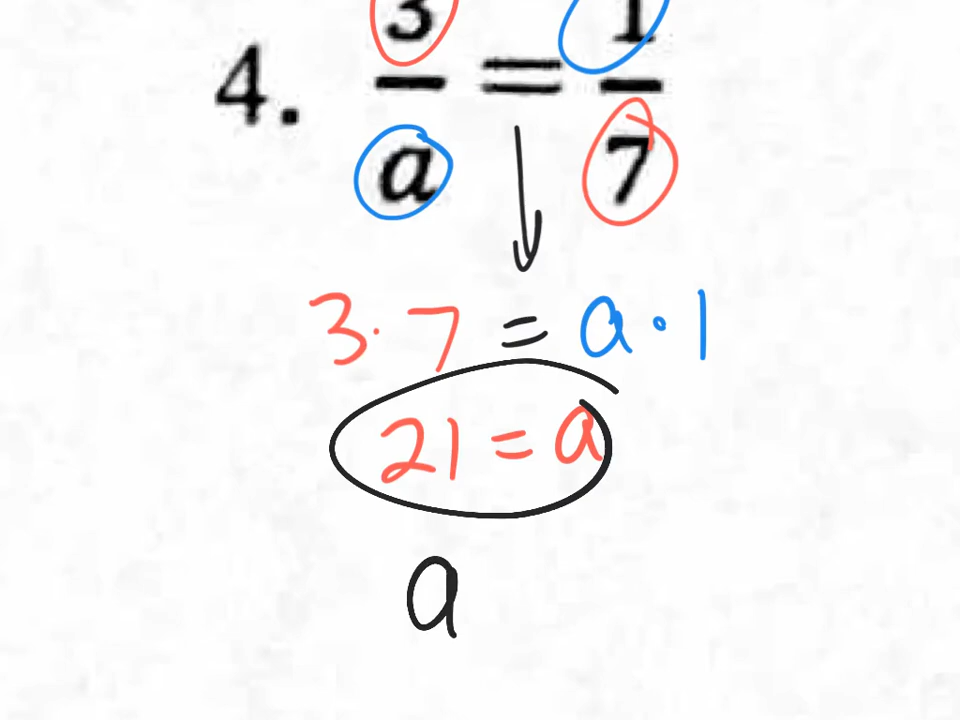 4. 3/a = 1/7
3·7 = a·1
21 = a
a